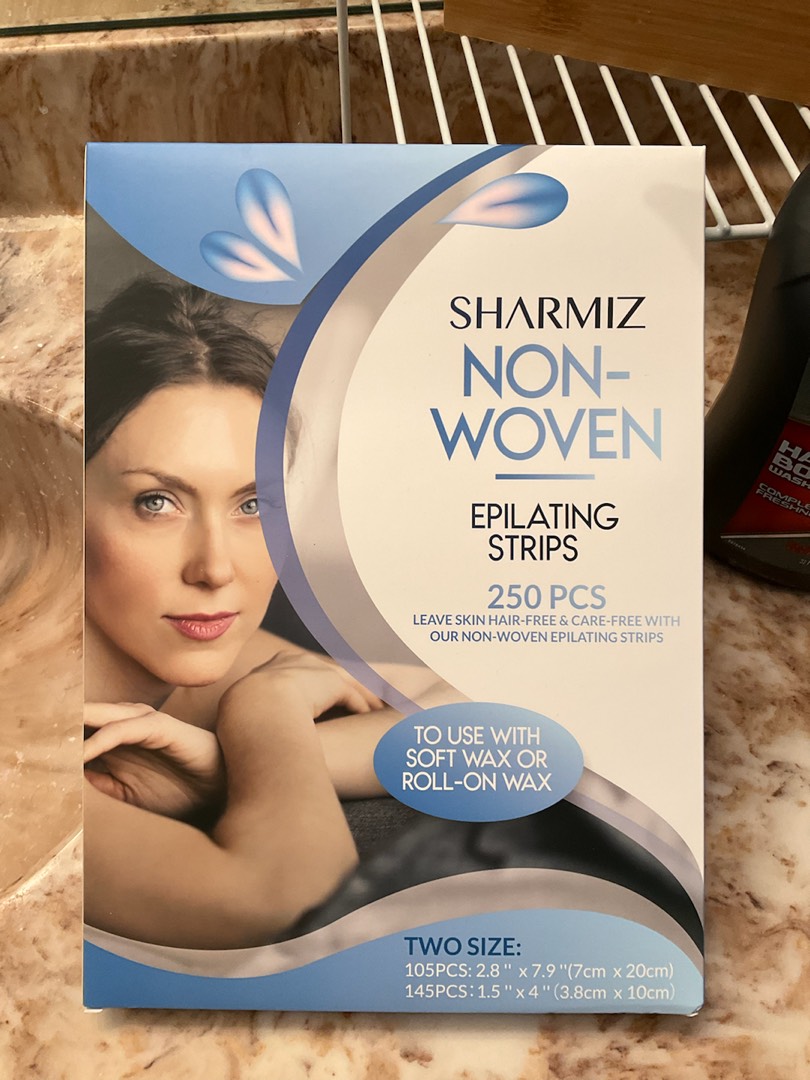 SHARMIZ
NON-
WOVEN
EPILATING
STRIPS
250 PCS
LEAVE SKIN HAIR-FREE & CARE-FREE WITH
OUR NON-WOVEN EPILATING STRIPS
TO USE WITH
SOFT WAX OR
ROLL-ON WAX
TWO SIZE:
105PCS: 2.8" x 7.9"(7cm x 20cm)
145PCS: 1.5" x 4"(3.8cm x 10cm)
WASH